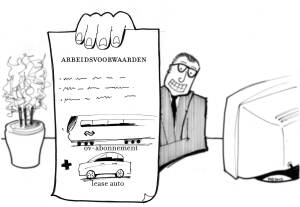 ARBEIDSVOORWAARDEN
ov-abonnement
+
lease auto